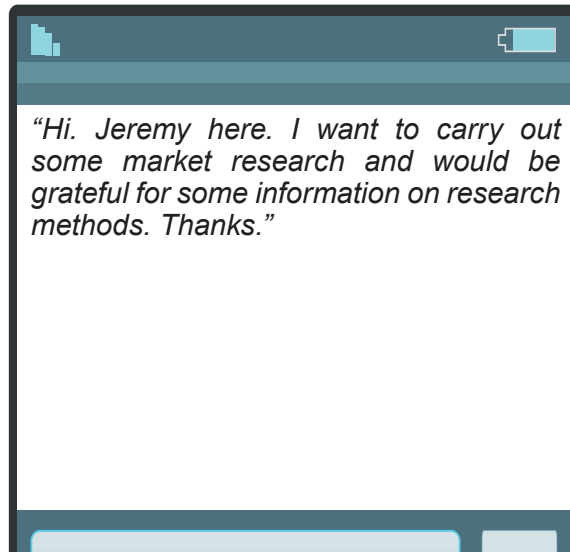 “Hi. Jeremy here. I want to carry out
some market research and would be
grateful for some information on research
methods. Thanks.”